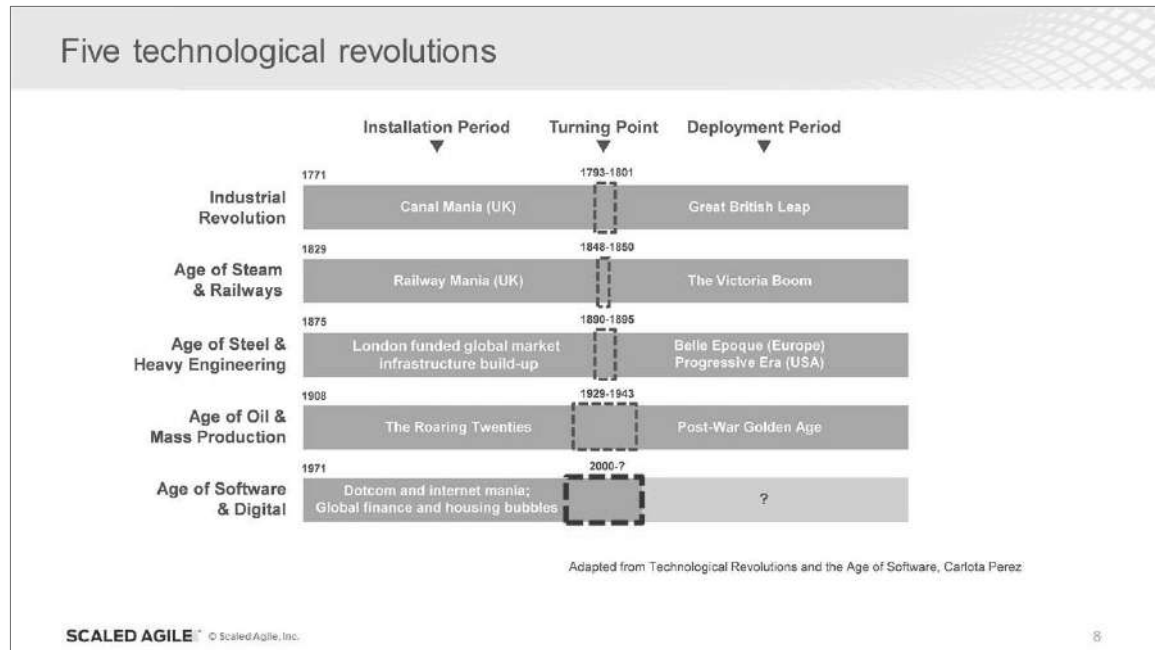 Five technological revolutions
Installation Period
Turning Point
Deployment Period
1771
1793-1801
Industrial
Revolution
Canal Mania (UK)
Great British Leap
1829
1848-1850
Age of Steam
& Railways
Railway Mania (UK)
The Victoria Boom
1875
1890-1895
Age of Steel &
Heavy Engineering
London funded global market
infrastructure build-up
Belle Epoque (Europe)
Progressive Era (USA)
1908
1929-1943
Age of Oil &
Mass Production
The Roaring Twenties
Post-War Golden Age
1971
2000-?
Age of Software
& Digital
Dotcom and internet mania;
Global finance and housing bubbles
?
Adapted from Technological Revolutions and the Age of Software, Carlota Perez
SCALED AGILE © Scaled Agile, Inc.
8